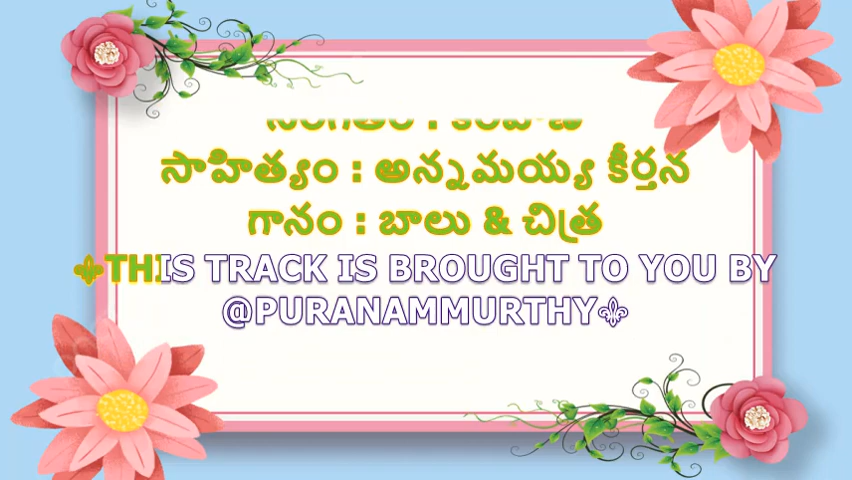 సాహిత్యం : అన్నమయ్య కీర్తన
గానం : బాలు & చిత్ర
⚜THIS TRACK IS BROUGHT TO YOU BY
@PURANAMMURTHY⚜